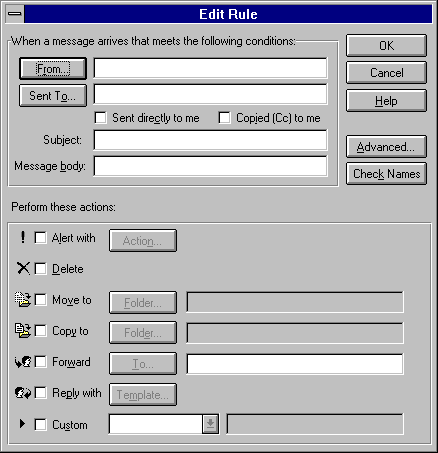 Edit Rule
When a message arrives that meets the following conditions:
From...
Sent To...
Sent directly to me
Copied (Cc) to me
Subject:
Message body:
OK
Cancel
Help
Advanced...
Check Names
Perform these actions:
! Alert with
Action...
Delete
Move to
Folder...
Copy to
Folder...
Forward
To...
Reply with
Template...
Custom